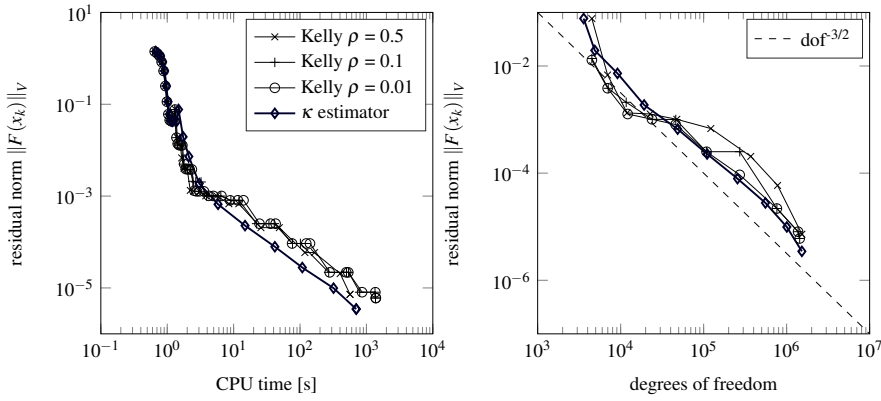 10^1
10^−1
10^−3
10^−5
residual norm ||F(x_k)||_V
Kelly ρ = 0.5
Kelly ρ = 0.1
Kelly ρ = 0.01
κ estimator
10^−1 10^0 10^1 10^2 10^3 10^4
CPU time [s]
10^−2
10^−4
10^−6
residual norm ||F(x_k)||_V
dof^-3/2
10^3 10^4 10^5 10^6 10^7
degrees of freedom